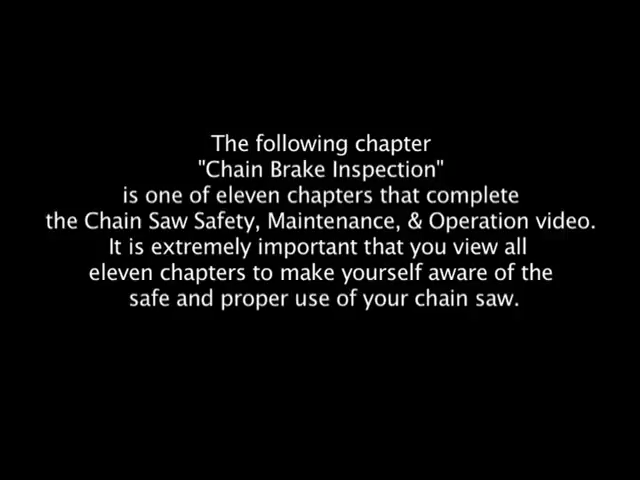 The following chapter
"Chain Brake Inspection"
is one of eleven chapters that complete
the Chain Saw Safety, Maintenance, & Operation video.
It is extremely important that you view all
eleven chapters to make yourself aware of the
safe and proper use of your chain saw.